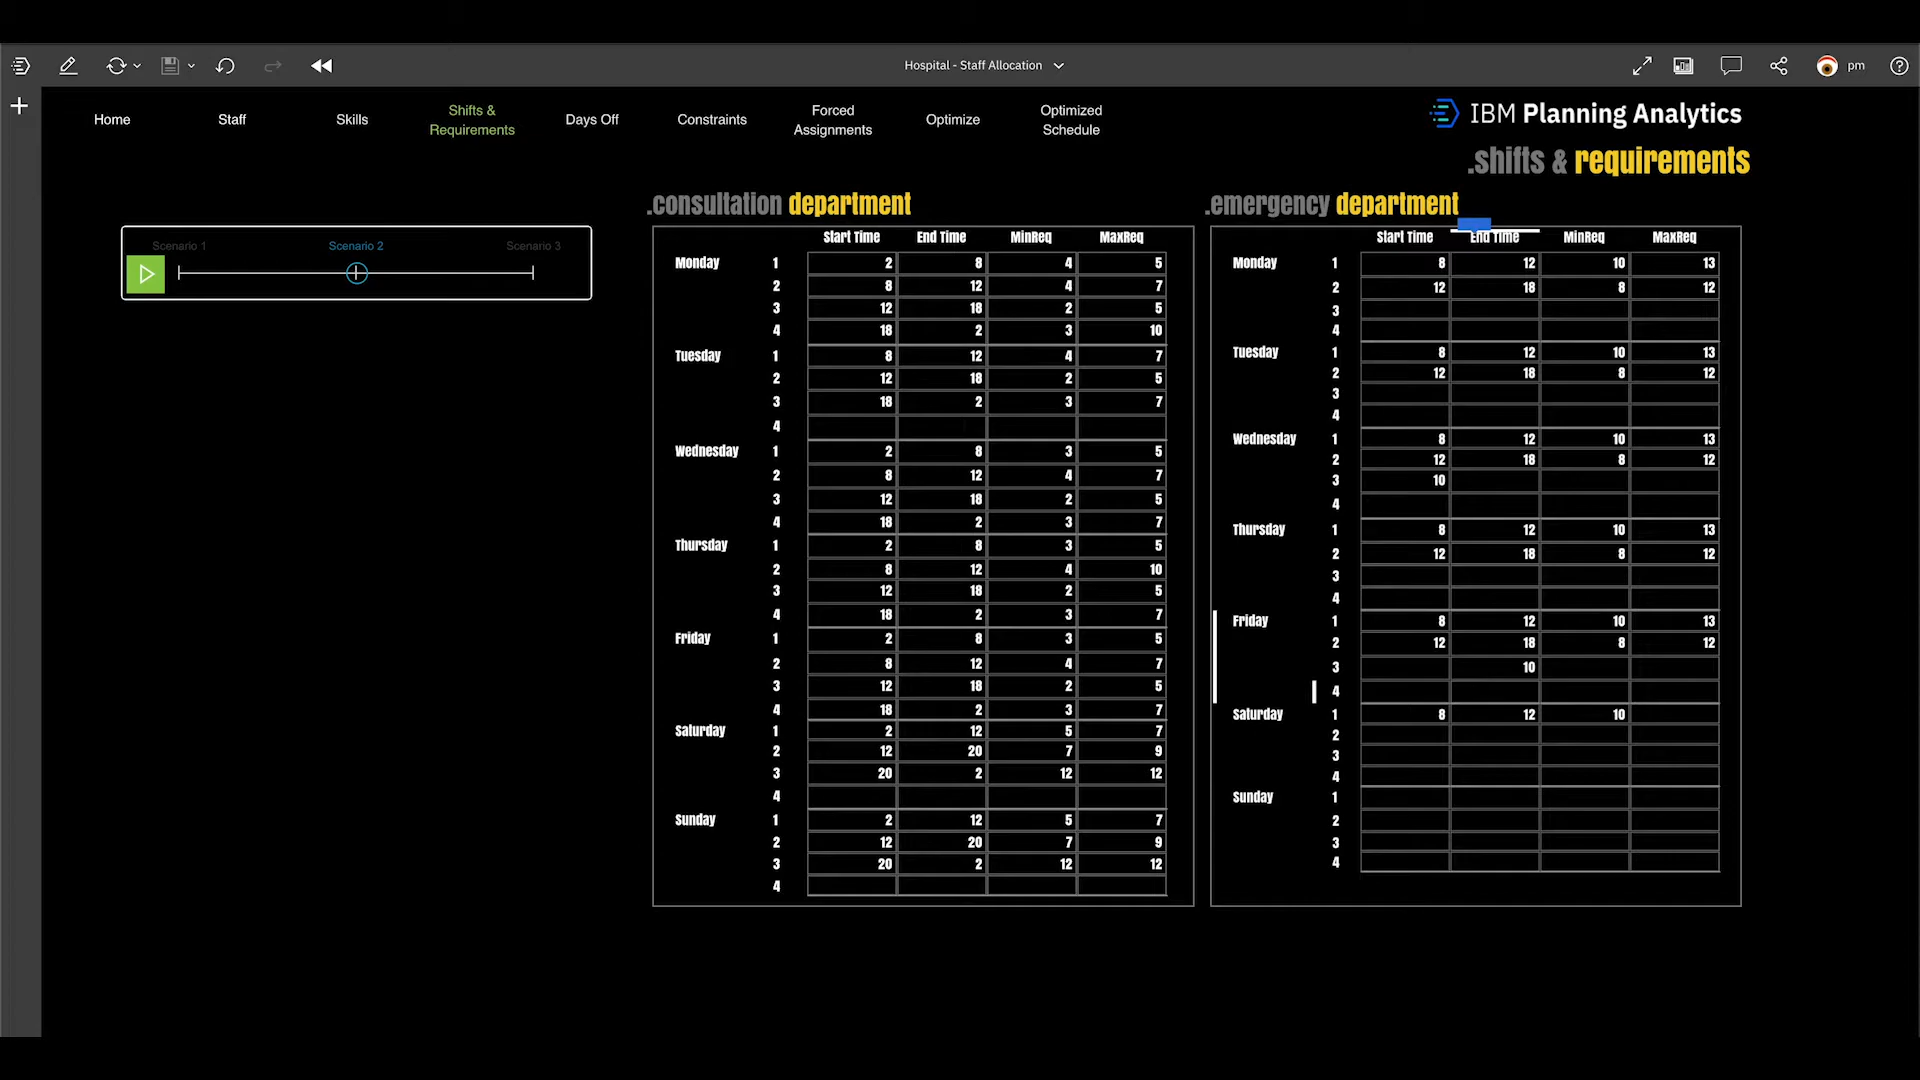 Hospital - Staff Allocation
pm
Home Staff Skills Shifts & Requirements Days Off Constraints Forced Assignments Optimize Optimized Schedule
IBM Planning Analytics
.shifts & requirements
Scenario 1 Scenario 2 Scenario 3
.consultation department
Start Time End Time MinReq MaxReq
Monday 1 2 8 4 5
2 8 12 4 7
3 12 18 2 5
4 18 2 3 10
Tuesday 1 8 12 4 7
2 12 18 2 5
3 18 2 3 7
4
Wednesday 1 2 8 3 5
2 8 12 4 7
3 12 18 2 5
4 18 2 3 7
Thursday 1 2 8 3 5
2 8 12 4 10
3 12 18 2 5
4 18 2 3 7
Friday 1 2 8 3 5
2 8 12 4 7
3 12 18 2 5
4 18 2 3 7
Saturday 1 2 12 5 7
2 12 20 7 9
3 20 2 12 12
4
Sunday 1 2 12 5 7
2 12 20 7 9
3 20 2 12 12
4
.emergency department
Start Time End Time MinReq MaxReq
Monday 1 8 12 10 13
2 12 18 8 12
3
4
Tuesday 1 8 12 10 13
2 12 18 8 12
3
4
Wednesday 1 8 12 10 13
2 12 18 8 12
3 10
4
Thursday 1 8 12 10 13
2 12 18 8 12
3
4
Friday 1 8 12 10 13
2 12 18 8 12
3 10
4
Saturday 1 8 12 10
2
3
4
Sunday 1
2
3
4